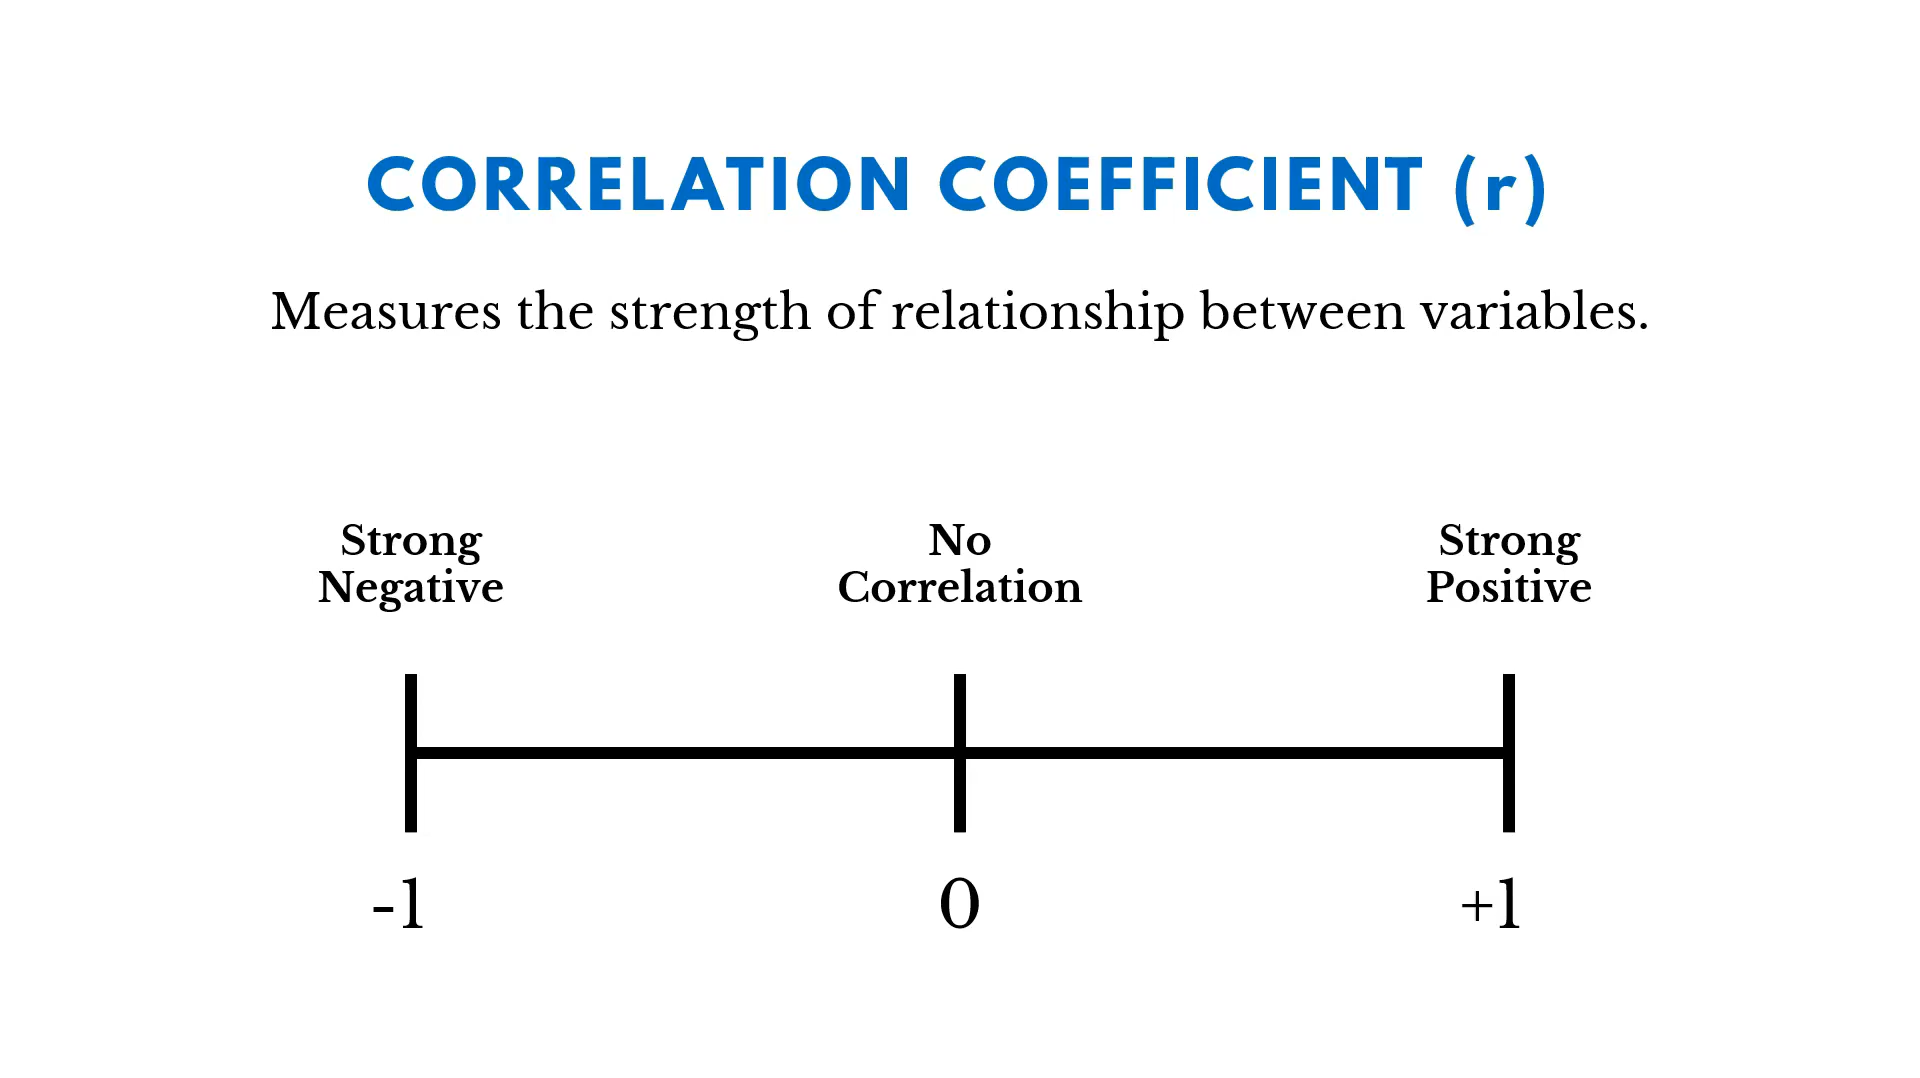 CORRELATION COEFFICIENT (r)
Measures the strength of relationship between variables.
Strong
Negative
No
Correlation
Strong
Positive
-1
0
+1